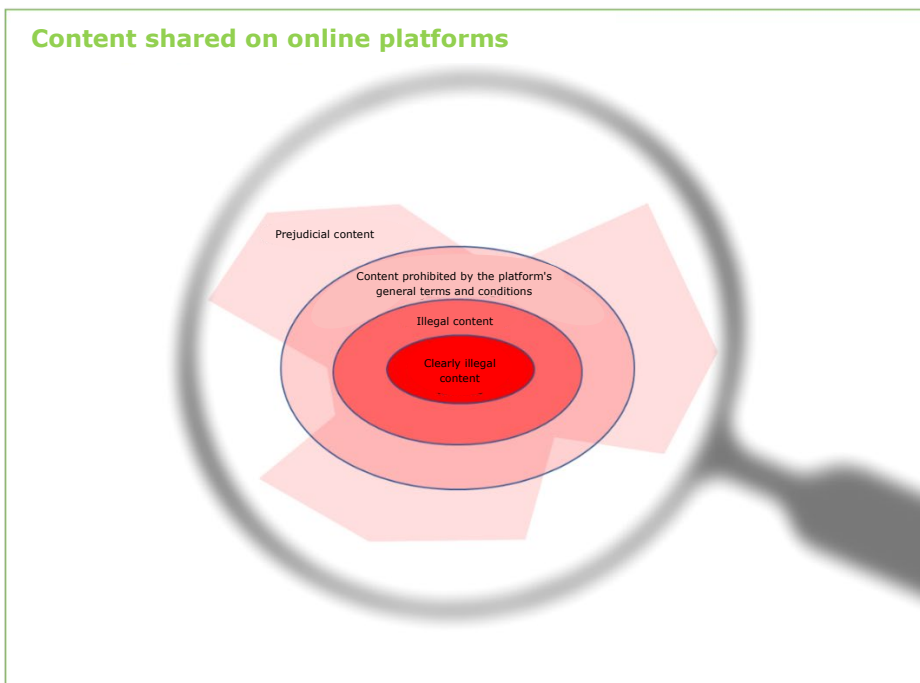 Content shared on online platforms
Prejudicial content
Content prohibited by the platform's
general terms and conditions
Illegal content
Clearly illegal
content